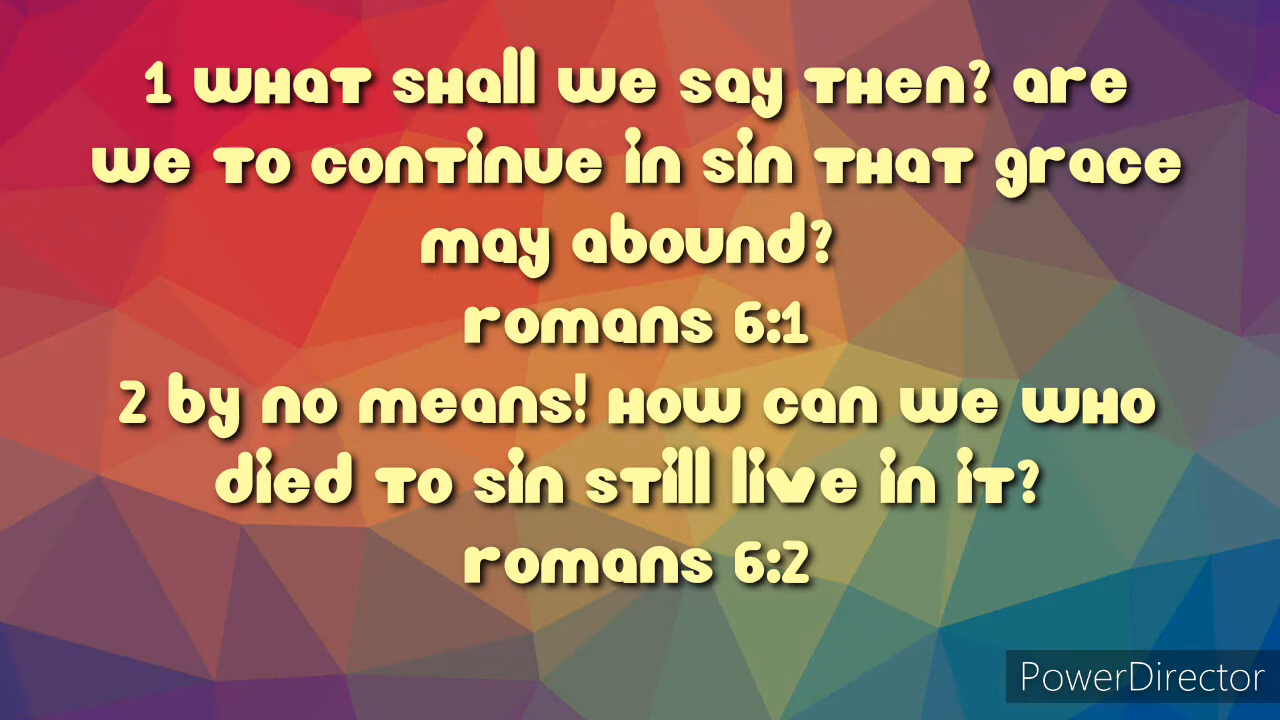 1 What shall we say then? Are
we to continue in sin that grace
may abound?
Romans 6:1
2 By no means! How can we who
died to sin still live in it?
Romans 6:2
PowerDirector